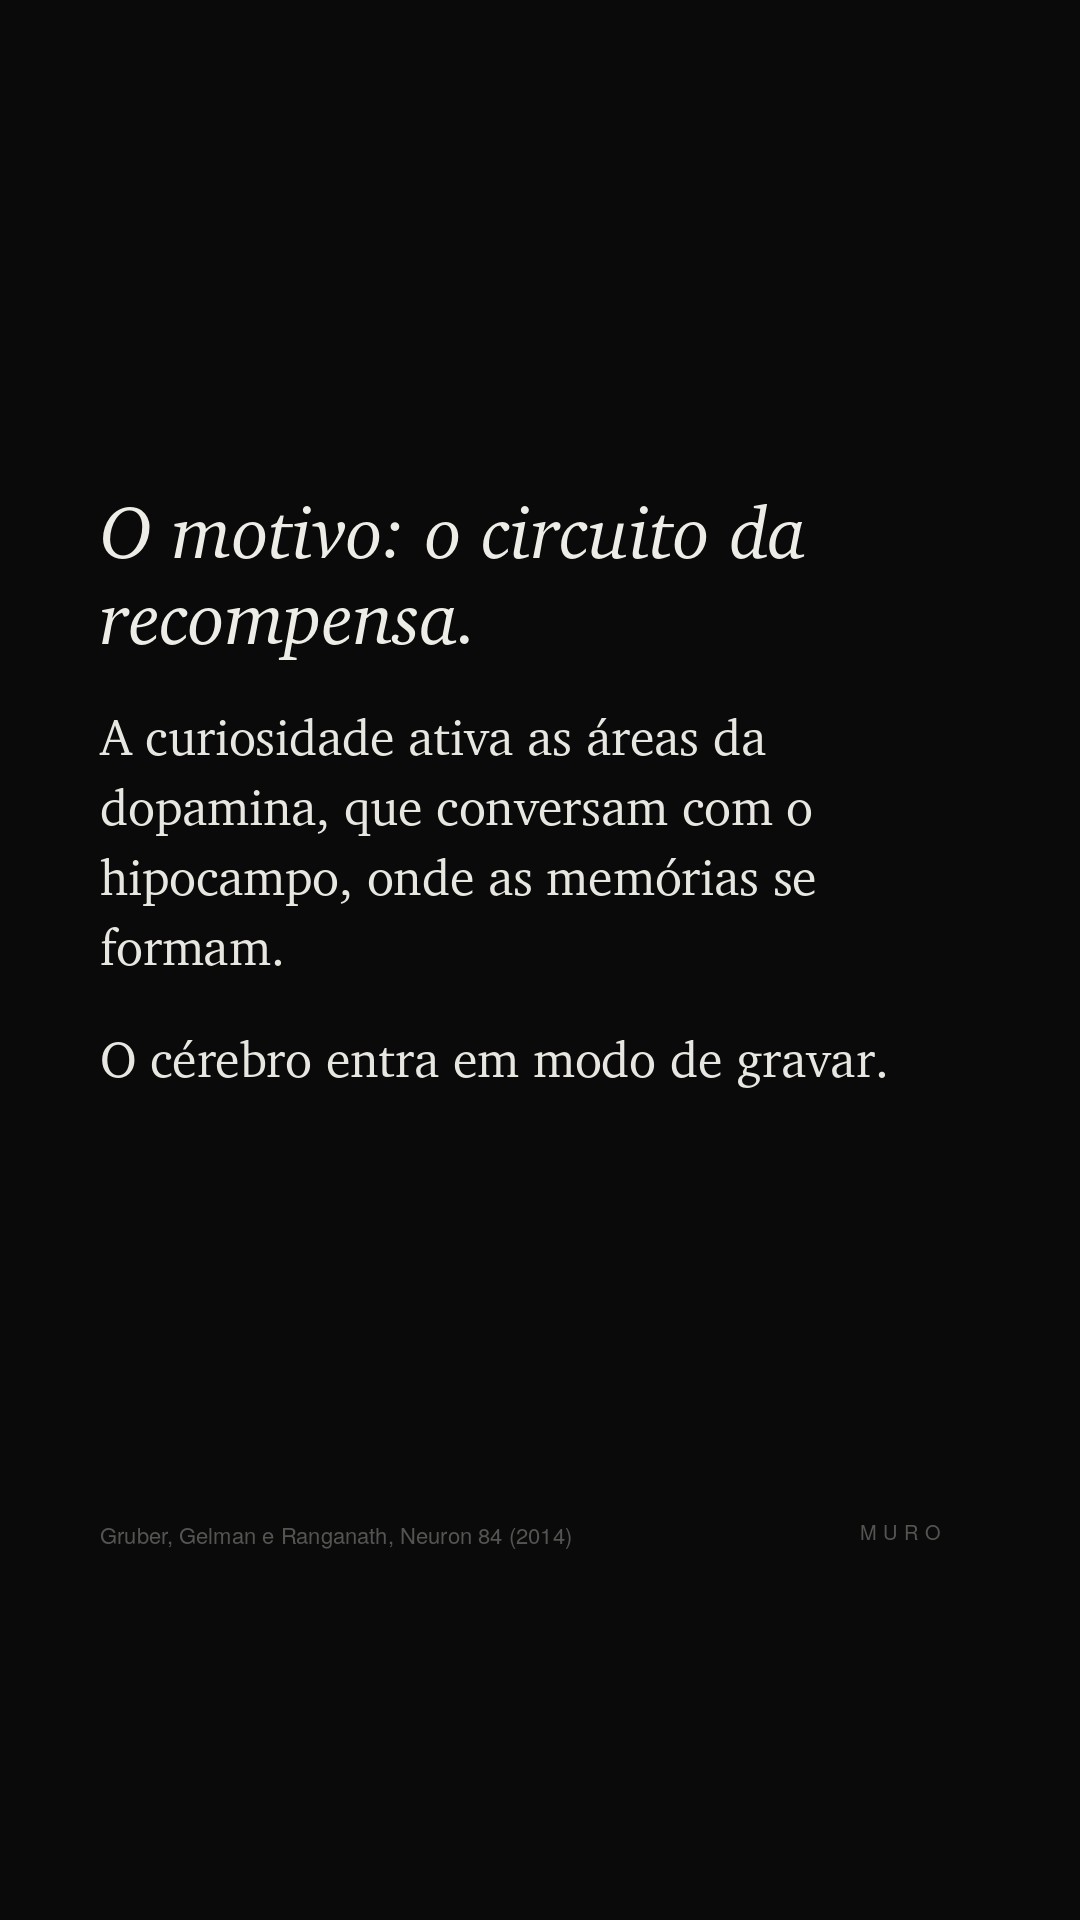 O motivo: o circuito da
recompensa.
A curiosidade ativa as áreas da
dopamina, que conversam com o
hipocampo, onde as memórias se
formam.
O cérebro entra em modo de gravar.
Gruber, Gelman e Ranganath, Neuron 84 (2014)
MURO